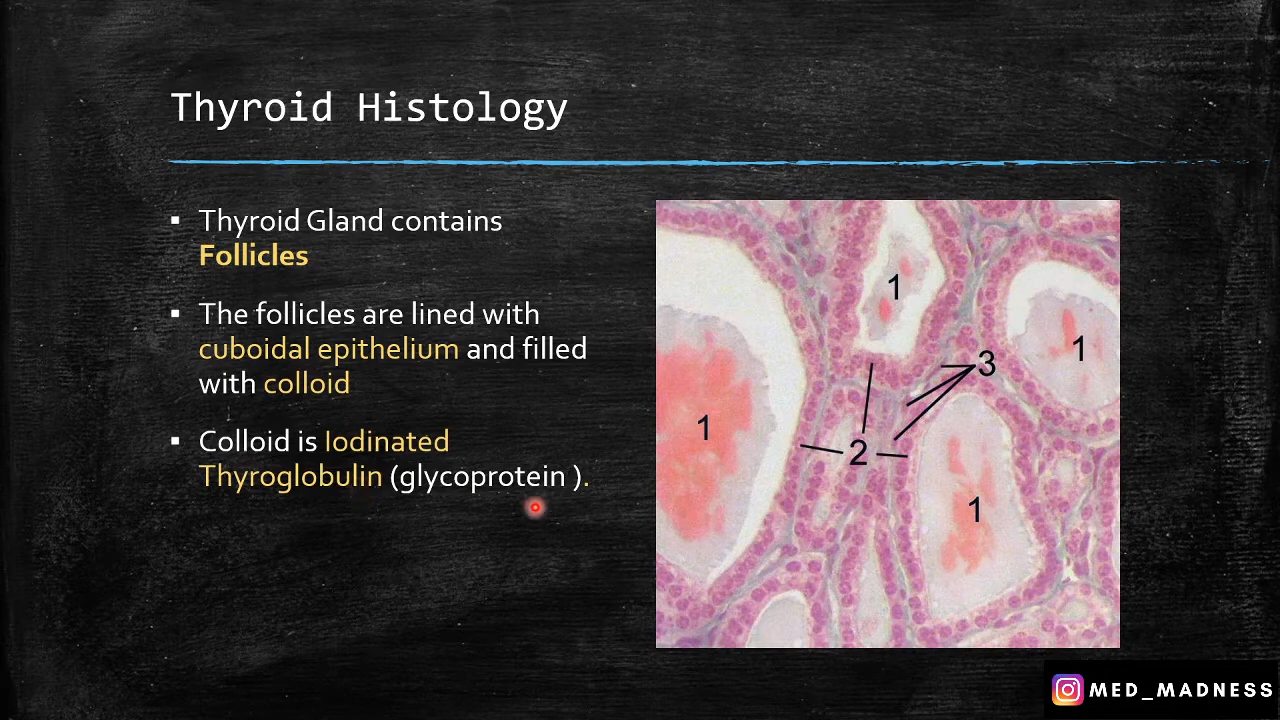 Thyroid Histology
▪ Thyroid Gland contains
Follicles
▪ The follicles are lined with
cuboidal epithelium and filled
with colloid
▪ Colloid is Iodinated
Thyroglobulin (glycoprotein ).
1
1
1
3
2
1
MED_MADNESS